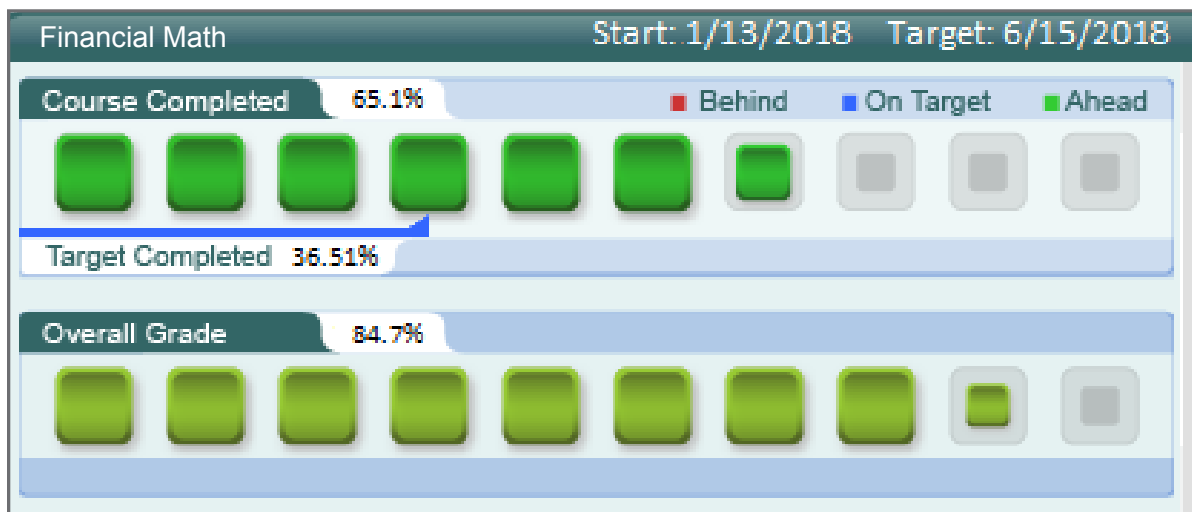 Financial Math Start: 1/13/2018 Target: 6/15/2018
Course Completed 65.1% Behind On Target Ahead
Target Completed 36.51%
Overall Grade 84.7%